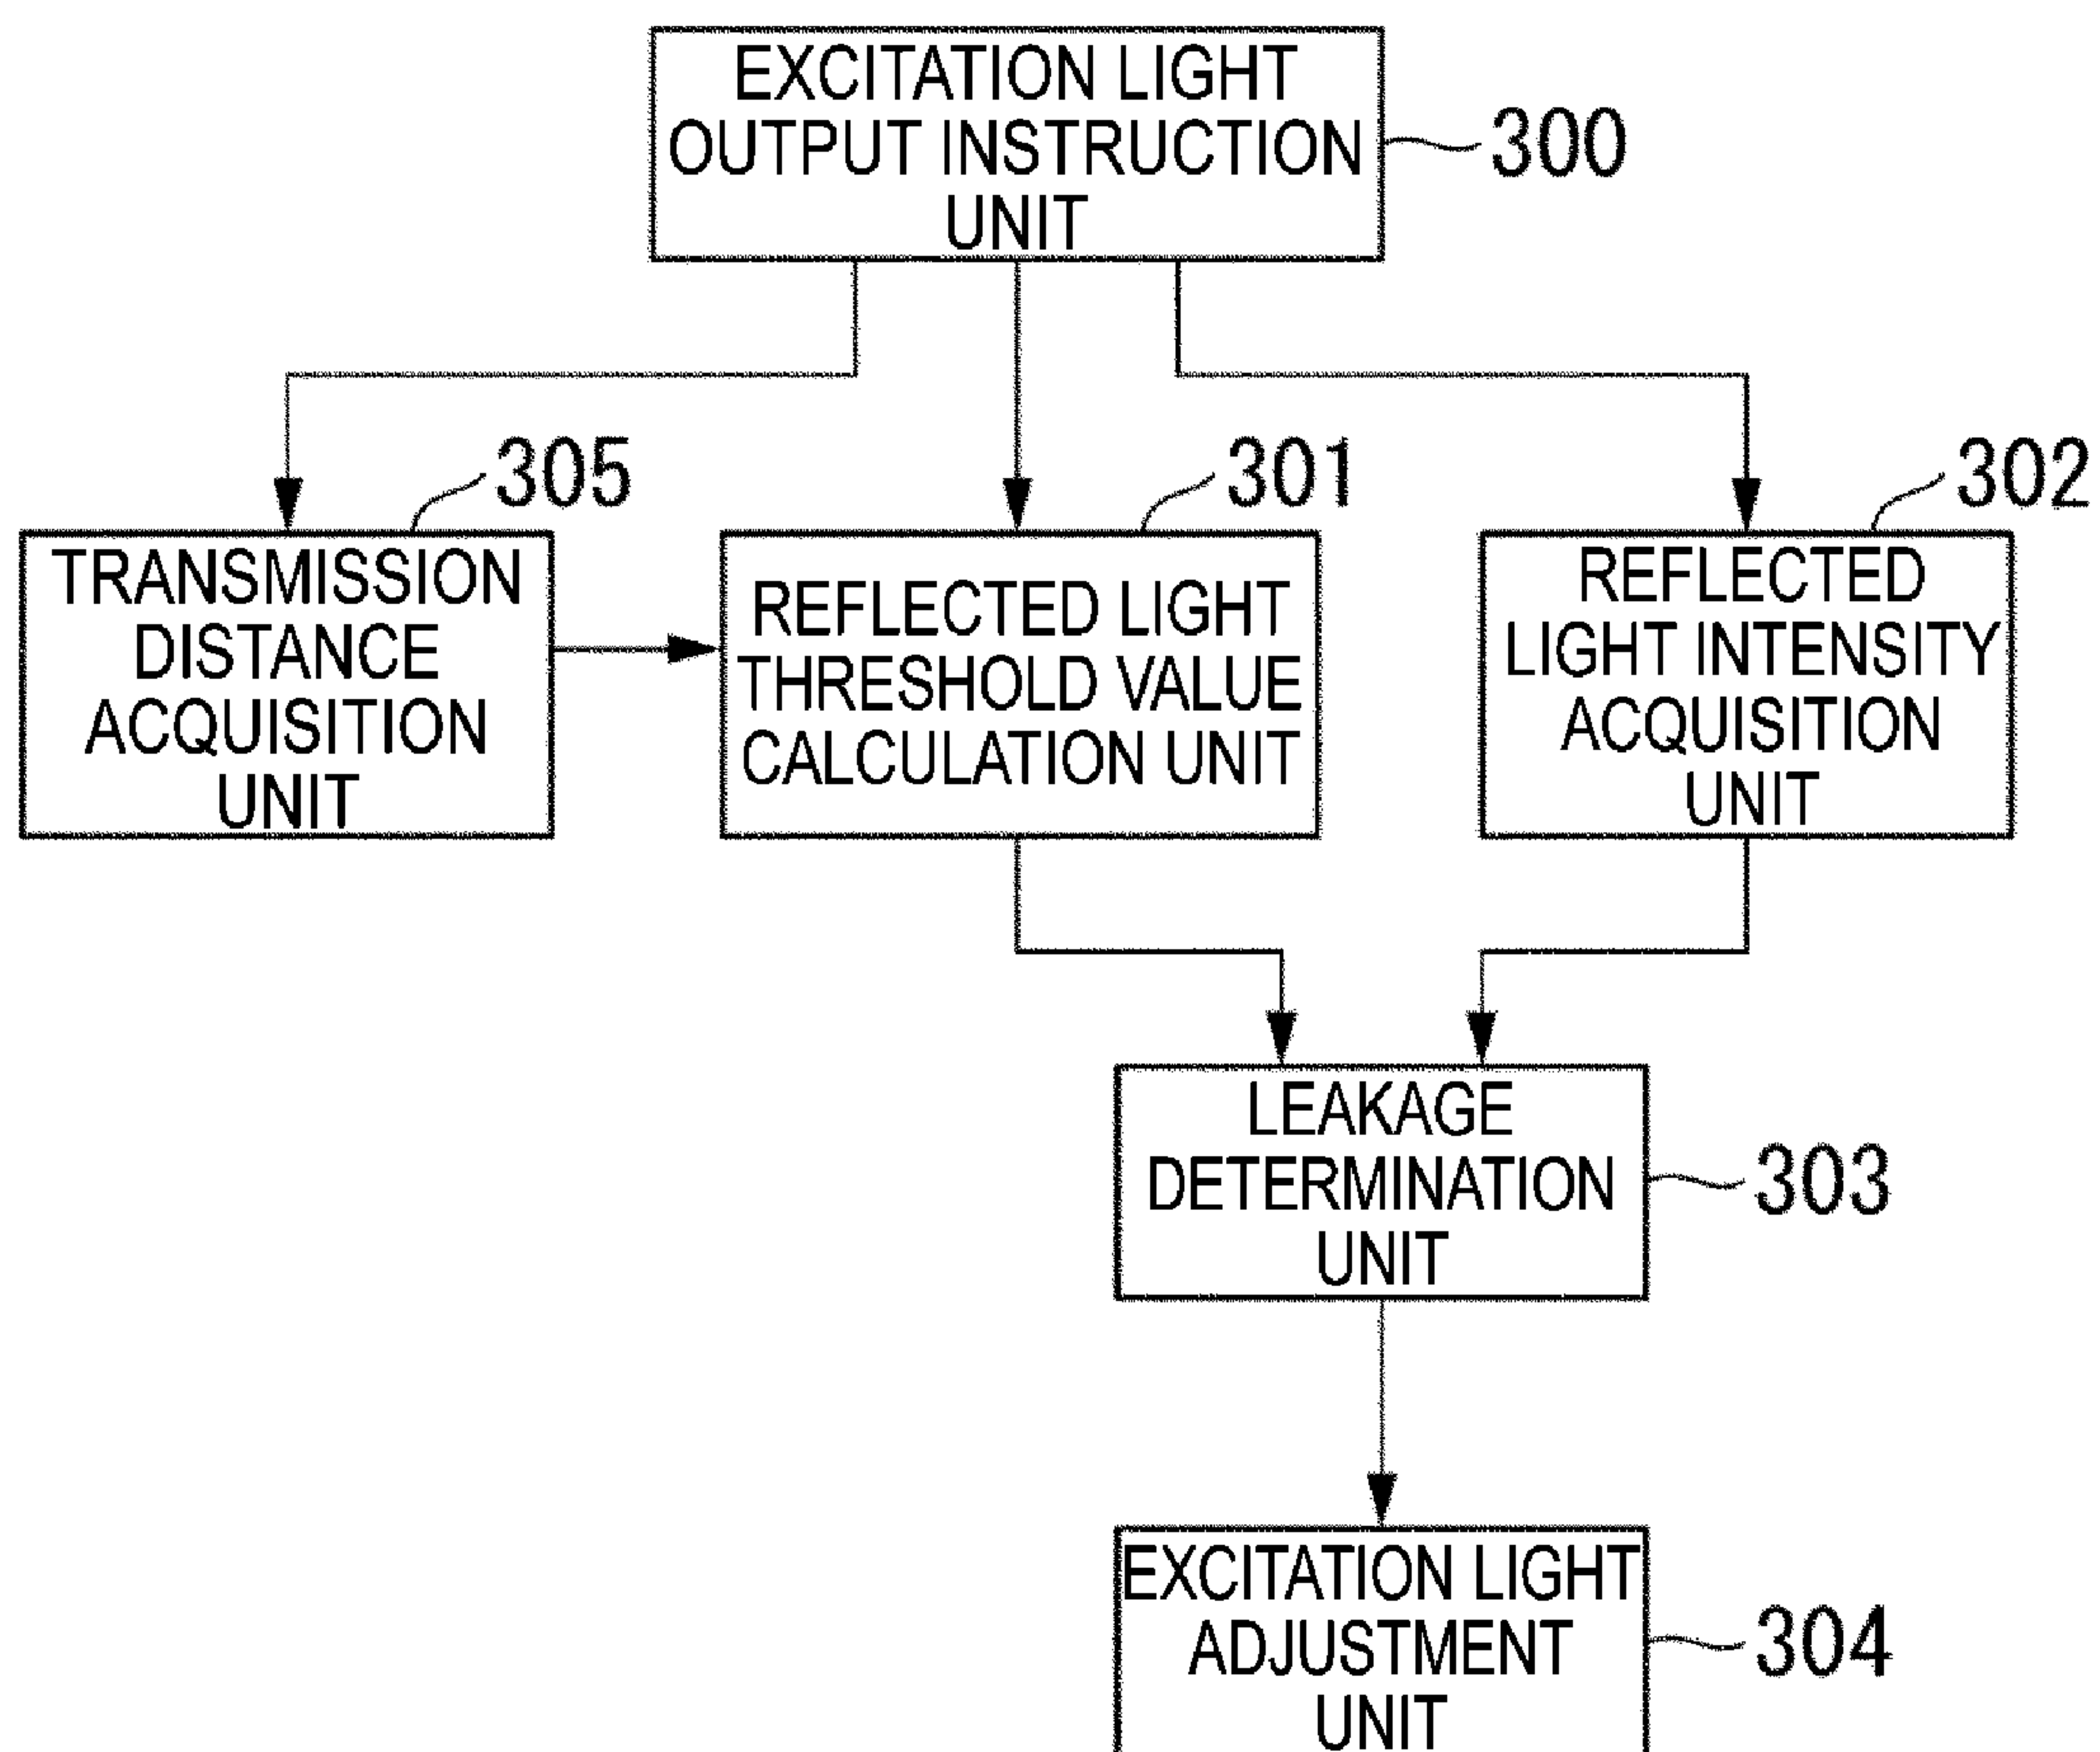 EXCITATION LIGHT
OUTPUT INSTRUCTION
UNIT
300
305
TRANSMISSION
DISTANCE
ACQUISITION
UNIT
301
REFLECTED LIGHT
THRESHOLD VALUE
CALCULATION UNIT
302
REFLECTED
LIGHT INTENSITY
ACQUISITION
UNIT
LEAKAGE
DETERMINATION
UNIT
303
EXCITATION LIGHT
ADJUSTMENT
UNIT
304